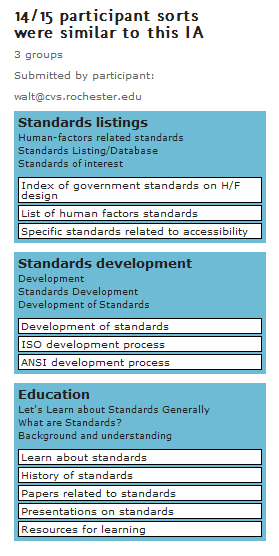 14/15 participant sorts
were similar to this IA
3 groups
Submitted by participant:
walt@cvs.rochester.edu
Standards listings
Human-factors related standards
Standards Listing/Database
Standards of interest
Index of government standards on H/F
design
List of human factors standards
Specific standards related to accessibility
Standards development
Development
Standards Development
Development of Standards
Development of standards
ISO development process
ANSI development process
Education
Let's Learn about Standards Generally
What are Standards?
Background and understanding
Learn about standards
History of standards
Papers related to standards
Presentations on standards
Resources for learning